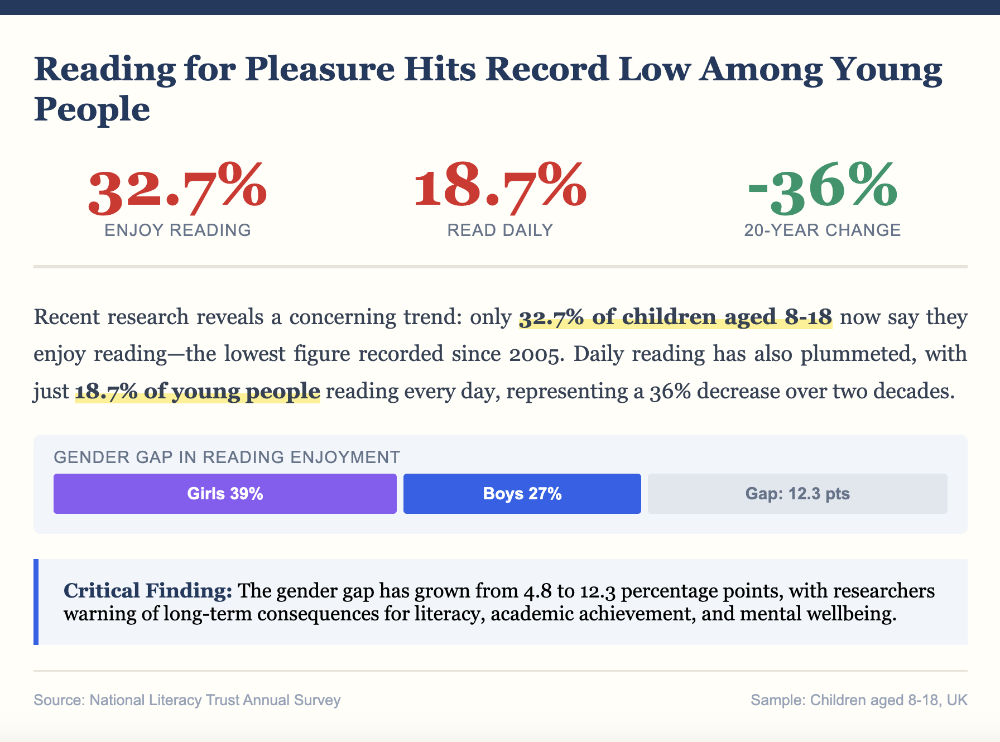 Reading for Pleasure Hits Record Low Among Young
People
32.7%
ENJOY READING
18.7%
READ DAILY
-36%
20-YEAR CHANGE
Recent research reveals a concerning trend: only 32.7% of children aged 8-18 now say they
enjoy reading—the lowest figure recorded since 2005. Daily reading has also plummeted, with
just 18.7% of young people reading every day, representing a 36% decrease over two decades.
GENDER GAP IN READING ENJOYMENT
Girls 39%
Boys 27%
Gap: 12.3 pts
Critical Finding: The gender gap has grown from 4.8 to 12.3 percentage points, with researchers
warning of long-term consequences for literacy, academic achievement, and mental wellbeing.
Source: National Literacy Trust Annual Survey
Sample: Children aged 8-18, UK